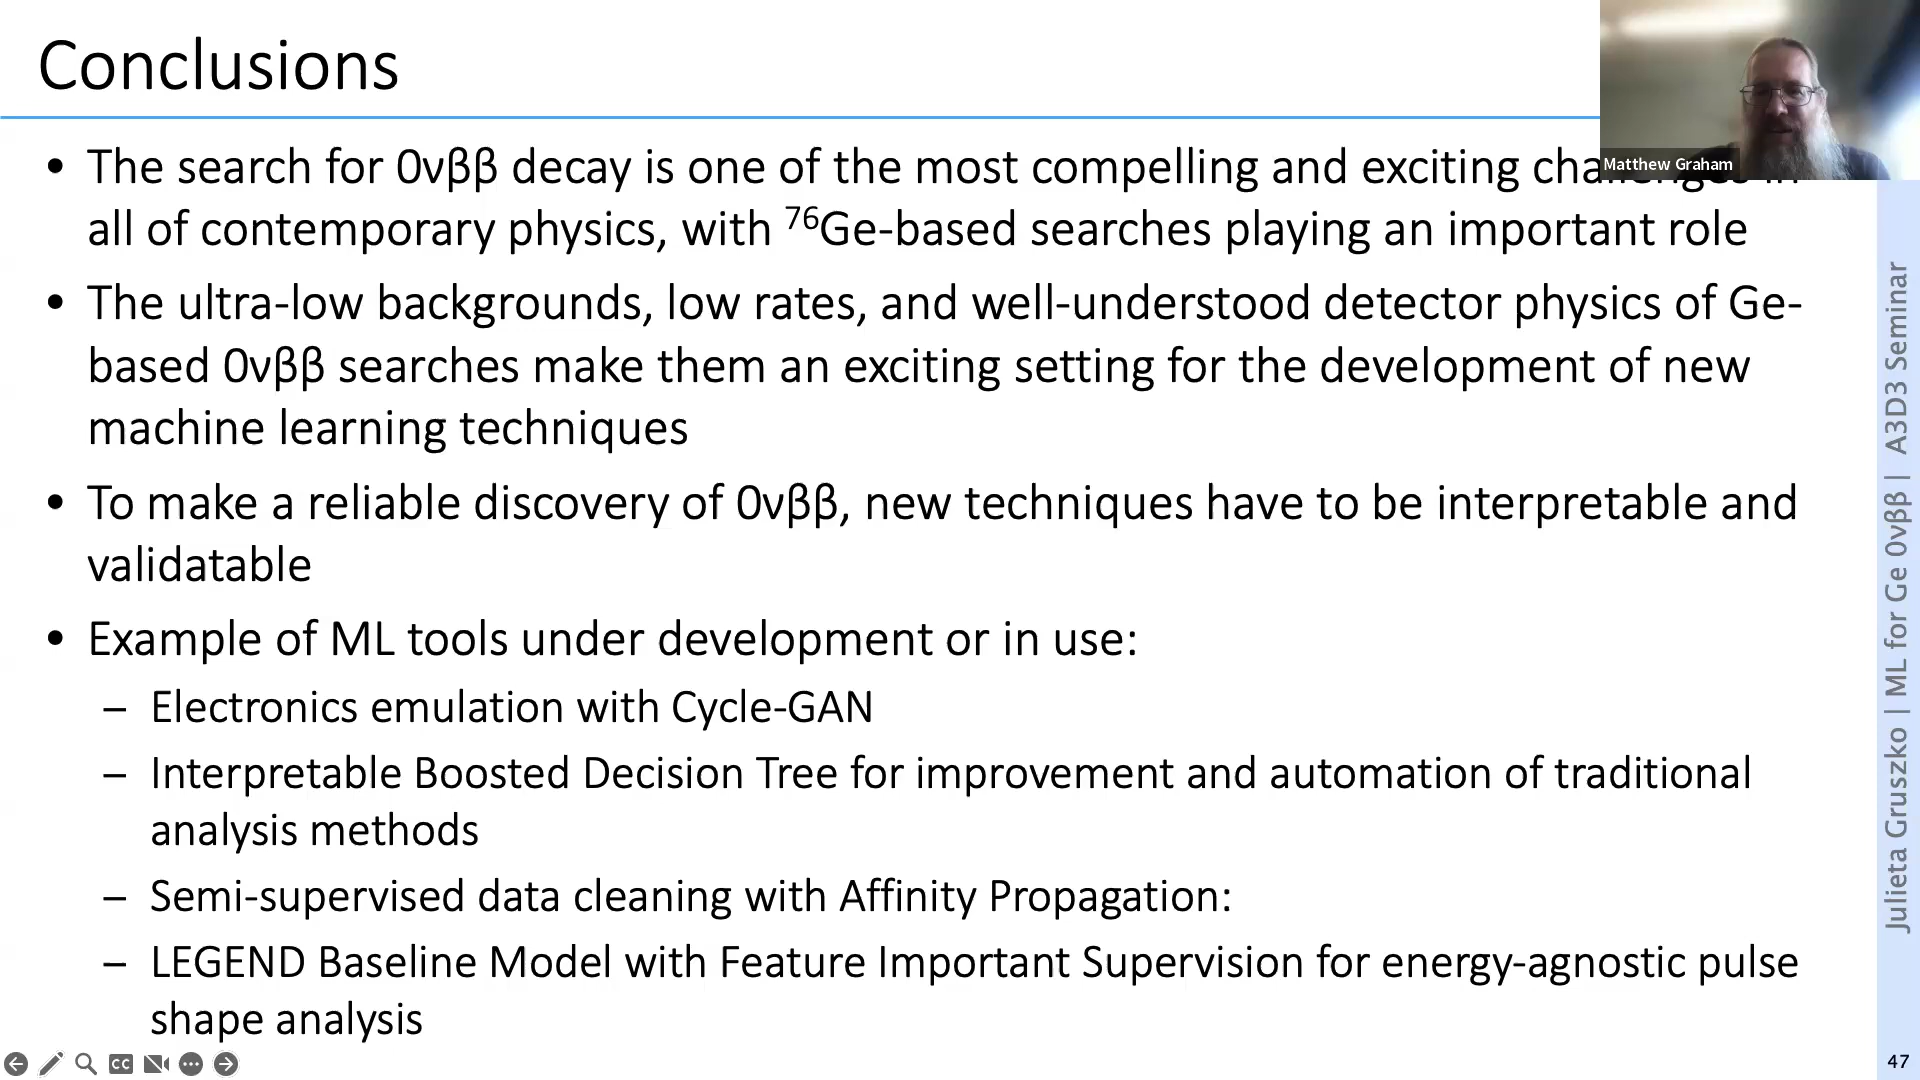 Conclusions
Matthew Graham
• The search for 0νββ decay is one of the most compelling and exciting challenges in
all of contemporary physics, with ⁷⁶Ge-based searches playing an important role
• The ultra-low backgrounds, low rates, and well-understood detector physics of Ge-
based 0νββ searches make them an exciting setting for the development of new
machine learning techniques
• To make a reliable discovery of 0νββ, new techniques have to be interpretable and
validatable
• Example of ML tools under development or in use:
– Electronics emulation with Cycle-GAN
– Interpretable Boosted Decision Tree for improvement and automation of traditional
analysis methods
– Semi-supervised data cleaning with Affinity Propagation:
– LEGEND Baseline Model with Feature Important Supervision for energy-agnostic pulse
shape analysis
Julieta Gruszko | ML for Ge 0νββ | A3D3 Seminar
CC
47